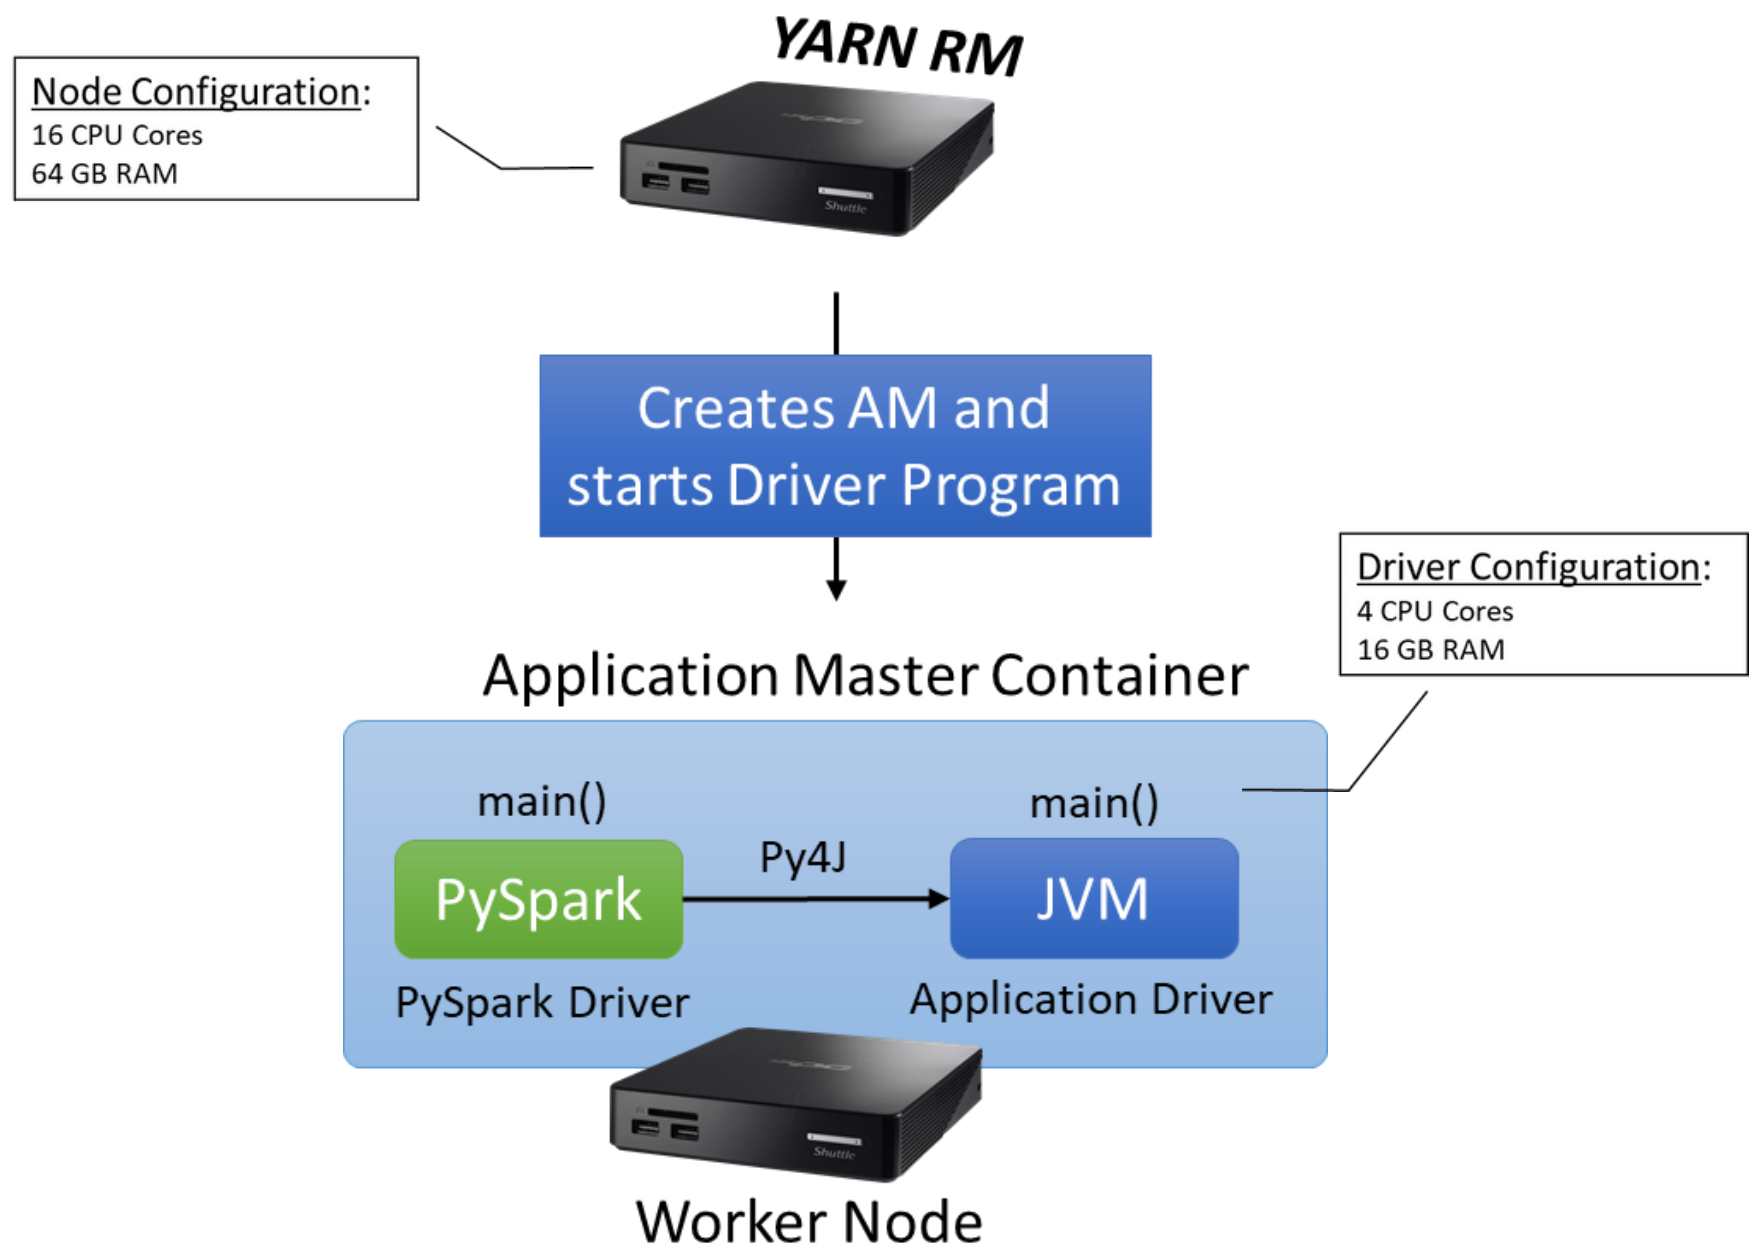 YARN RM
Node Configuration:
16 CPU Cores
64 GB RAM
Shuttle
Creates AM and
starts Driver Program
Driver Configuration:
4 CPU Cores
16 GB RAM
Application Master Container
main()
main()
Py4J
PySpark
JVM
PySpark Driver
Application Driver
Shuttle
Worker Node